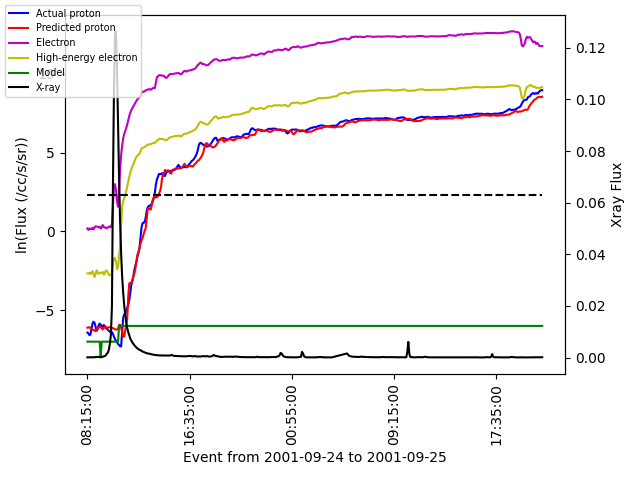 Actual proton
Predicted proton
Electron
High-energy electron
Model
X-ray
ln(Flux (/cc/s/sr))
5
0
−5
Xray Flux
0.12
0.10
0.08
0.06
0.04
0.02
0.00
08:15:00
16:35:00
00:55:00
09:15:00
17:35:00
Event from 2001-09-24 to 2001-09-25